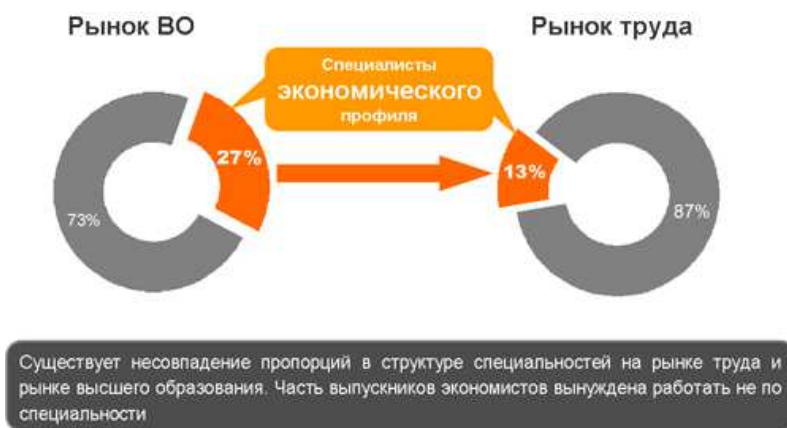 Рынок ВО
Рынок труда
Специалисты
экономического
профиля
27%
73%
13%
87%
Существует несовпадение пропорций в структуре специальностей на рынке труда и
рынке высшего образования. Часть выпускников экономистов вынуждена работать не по
специальности